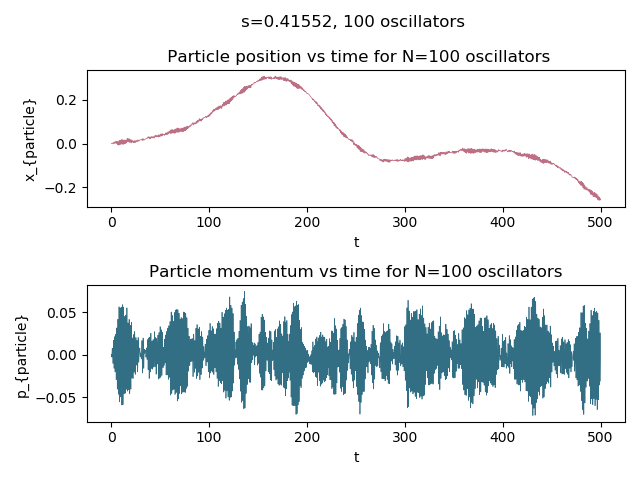 s=0.41552, 100 oscillators
Particle position vs time for N=100 oscillators
x_{particle}
0.2
0.0
−0.2
0
100
200
300
400
500
t
Particle momentum vs time for N=100 oscillators
p_{particle}
0.05
0.00
−0.05
0
100
200
300
400
500
t